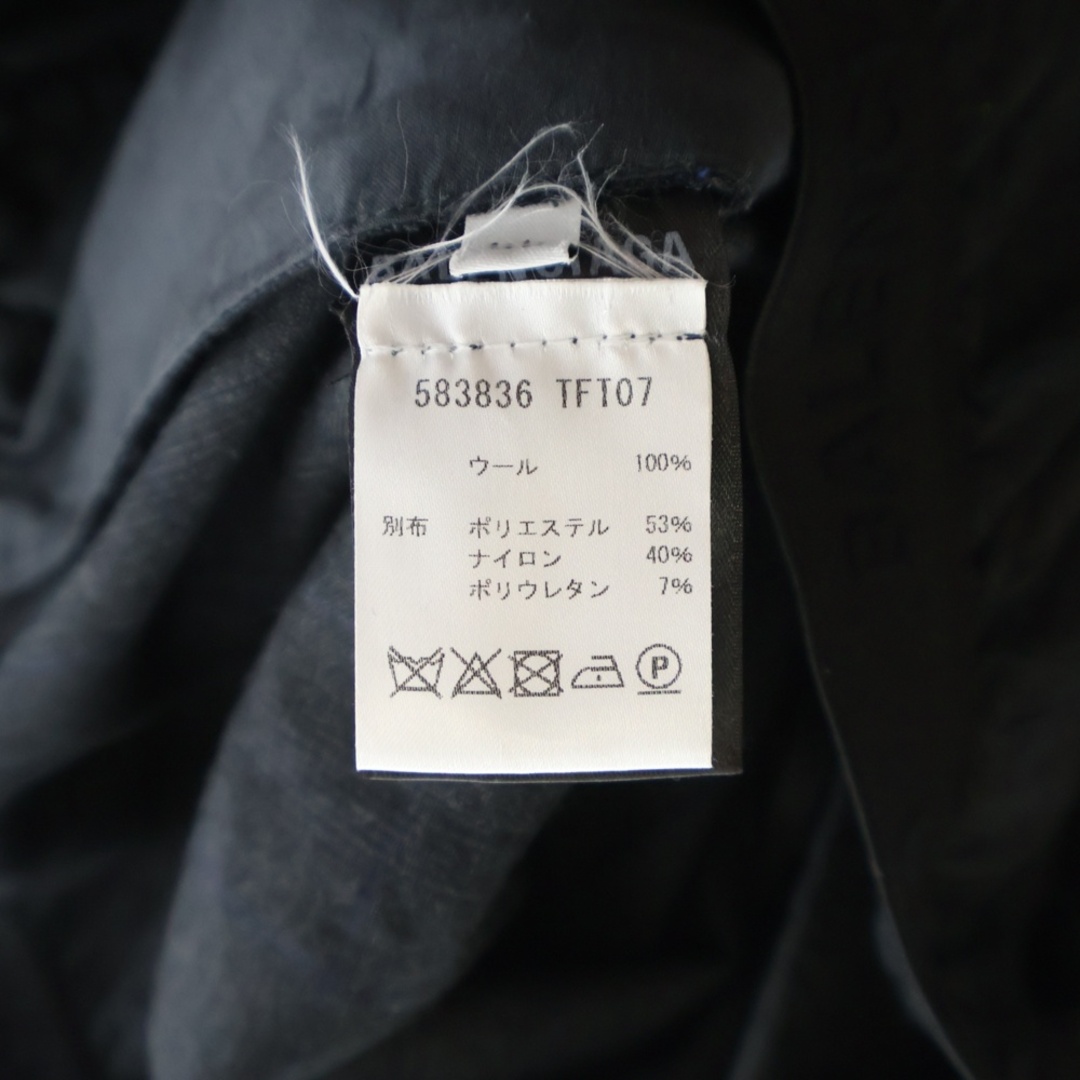 583836 TFT07
ウール 100%
別布 ポリエステル 53%
ナイロン 40%
ポリウレタン 7%
P